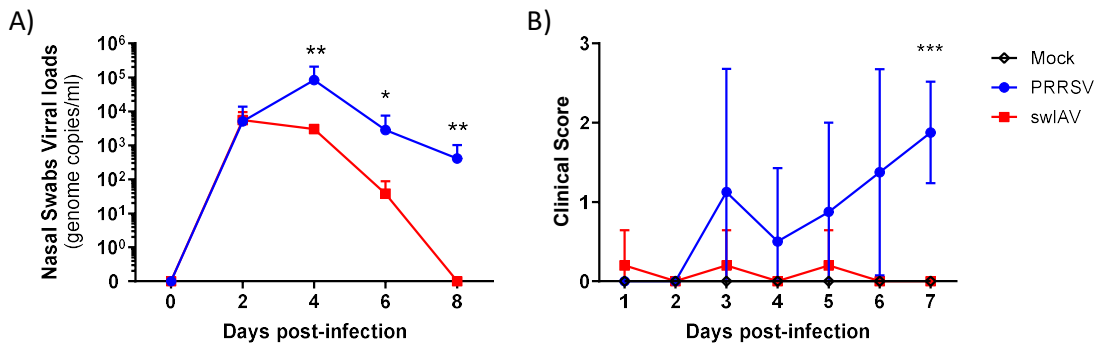 A)
Nasal Swabs Virral loads
(genome copies/ml)
10⁶
10⁵
10⁴
10³
10²
10¹
10⁰
0
**
*
**
0 2 4 6 8
Days post-infection
B)
Clinical Score
3
2
1
0
***
1 2 3 4 5 6 7
Days post-infection
Mock
PRRSV
swIAV